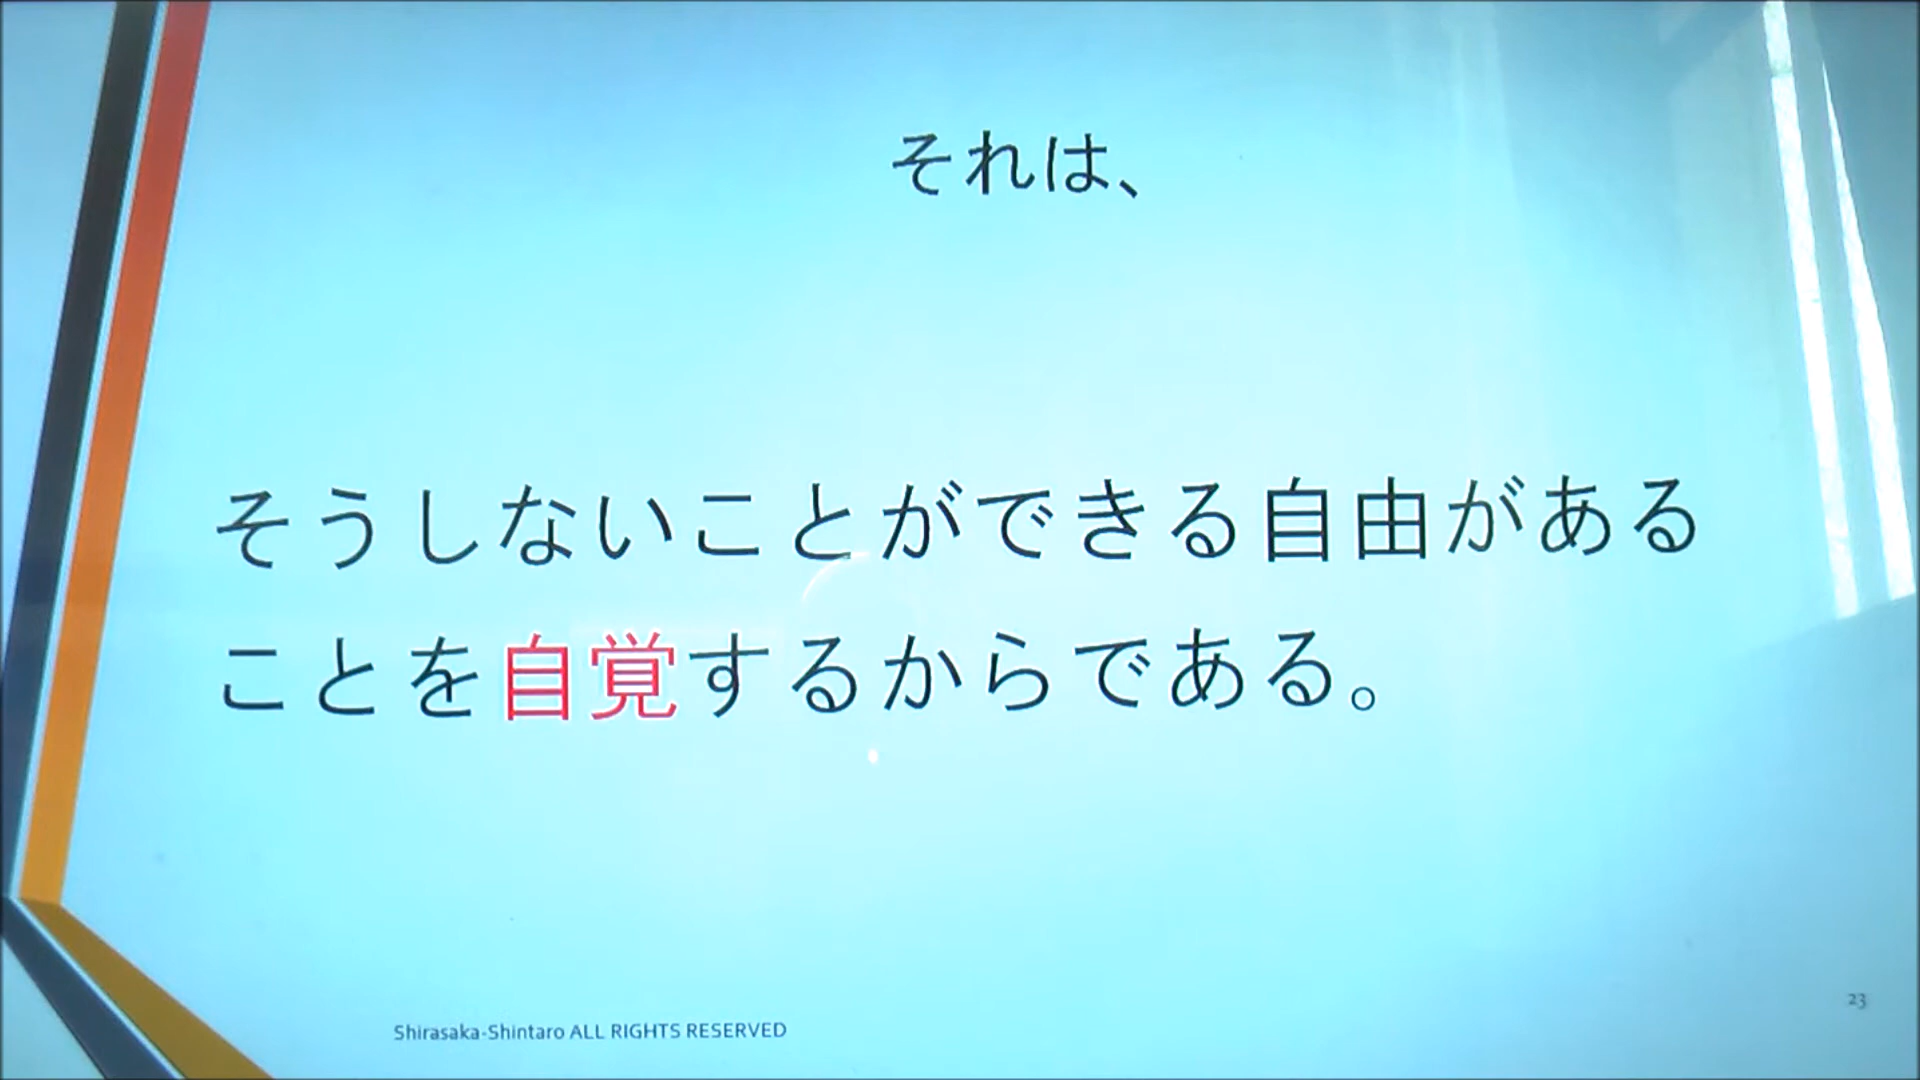 それは、
そうしないことができる自由がある
ことを自覚するからである。
Shirasaka-Shintaro ALL RIGHTS RESERVED
23